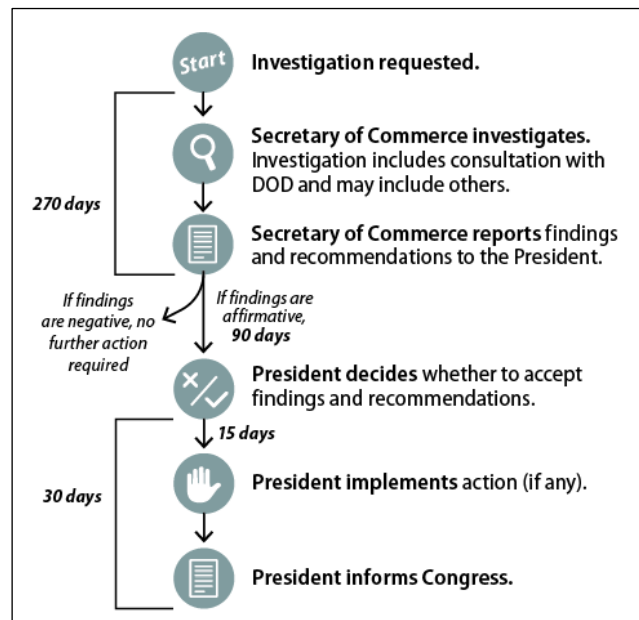 Start
Investigation requested.
Secretary of Commerce investigates.
Investigation includes consultation with
DOD and may include others.
270 days
Secretary of Commerce reports findings
and recommendations to the President.
If findings
are negative, no
further action
required
If findings are
affirmative,
90 days
President decides whether to accept
findings and recommendations.
15 days
30 days
President implements action (if any).
President informs Congress.